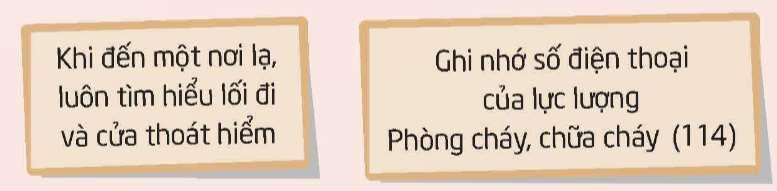 Khi đến một nơi lạ,
luôn tìm hiểu lối đi
và cửa thoát hiểm
Ghi nhớ số điện thoại
của lực lượng
Phòng cháy, chữa cháy (114)